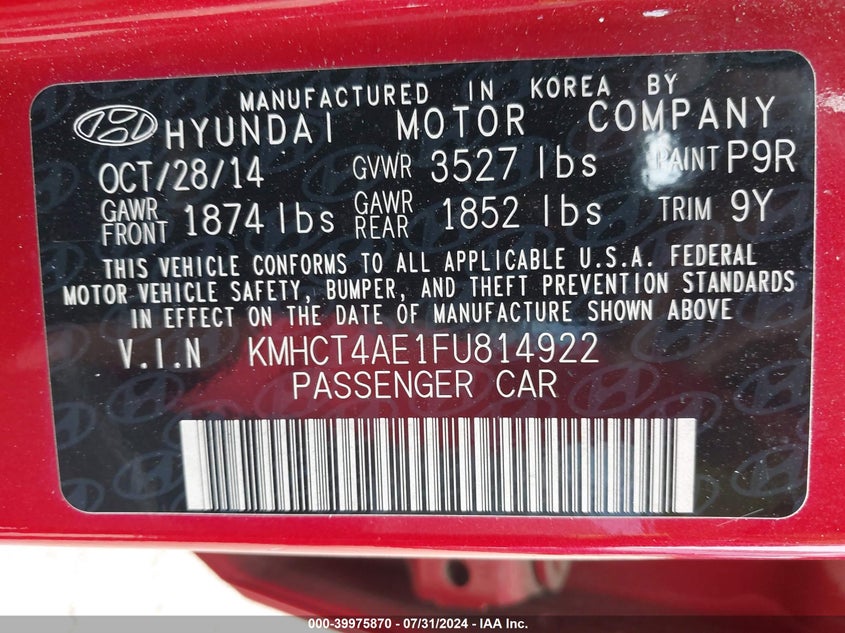 MANUFACTURED IN KOREA BY
HYUNDAI MOTOR COMPANY
OCT/28/14 GVWR 3527 lbs PAINT P9R
GAWR FRONT 1874 lbs GAWR REAR 1852 lbs TRIM 9Y
THIS VEHICLE CONFORMS TO ALL APPLICABLE U.S.A. FEDERAL
MOTOR VEHICLE SAFETY, BUMPER, AND THEFT PREVENTION STANDARDS
IN EFFECT ON THE DATE OF MANUFACTURE SHOWN ABOVE
V.I.N KMHCT4AE1FU814922
PASSENGER CAR
000-39975870 - 07/31/2024 - IAA Inc.